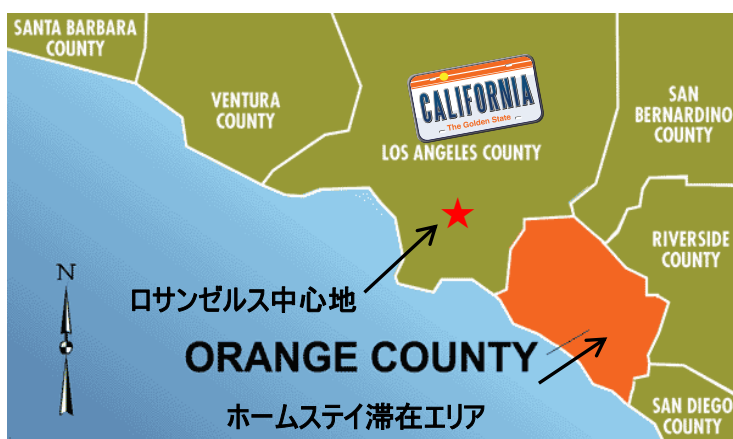 SANTA BARBARA
COUNTY
VENTURA
COUNTY
CALIFORNIA
The Golden State
LOS ANGELES COUNTY
SAN
BERNARDINO
COUNTY
RIVERSIDE
COUNTY
N
ロサンゼルス中心地
ORANGE COUNTY
ホームステイ滞在エリア
SAN DIEGO
COUNTY